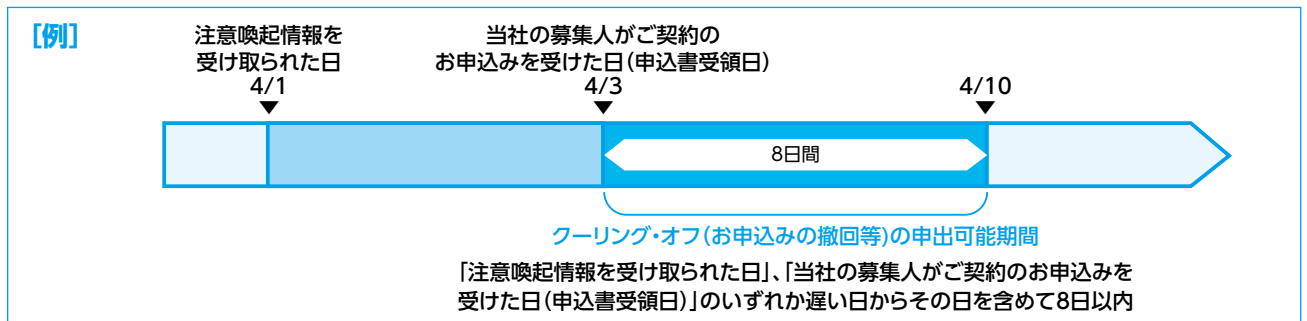 ［例］
注意喚起情報を
受け取られた日
4/1
当社の募集人がご契約の
お申込みを受けた日（申込書受領日）
4/3
4/10
8日間
クーリング・オフ（お申込みの撤回等）の申出可能期間
「注意喚起情報を受け取られた日」、「当社の募集人がご契約のお申込みを
受けた日（申込書受領日）」のいずれか遅い日からその日を含めて8日以内